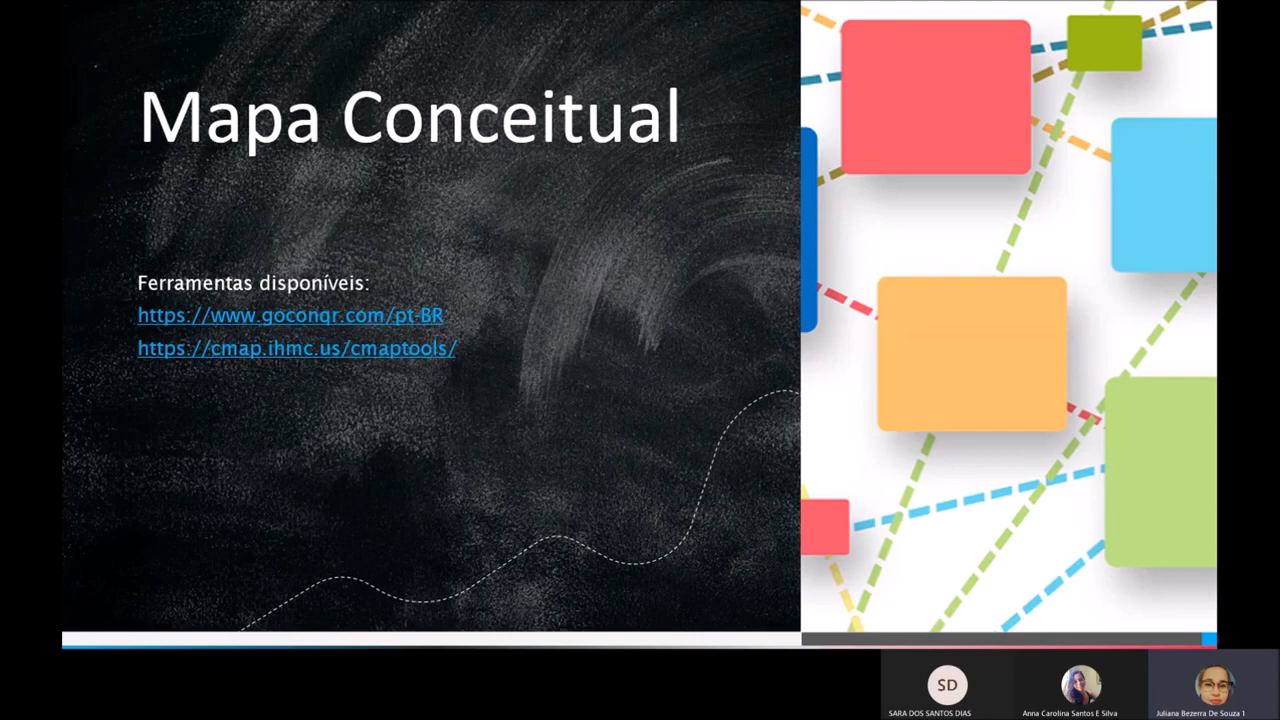 Mapa Conceitual
Ferramentas disponíveis:
https://www.goconqr.com/pt-BR
https://cmap.ihmc.us/cmaptools/
SD
SARA DOS SANTOS DIAS
Anna Carolina Santos E Silva
Juliana Bezerra De Souza 1